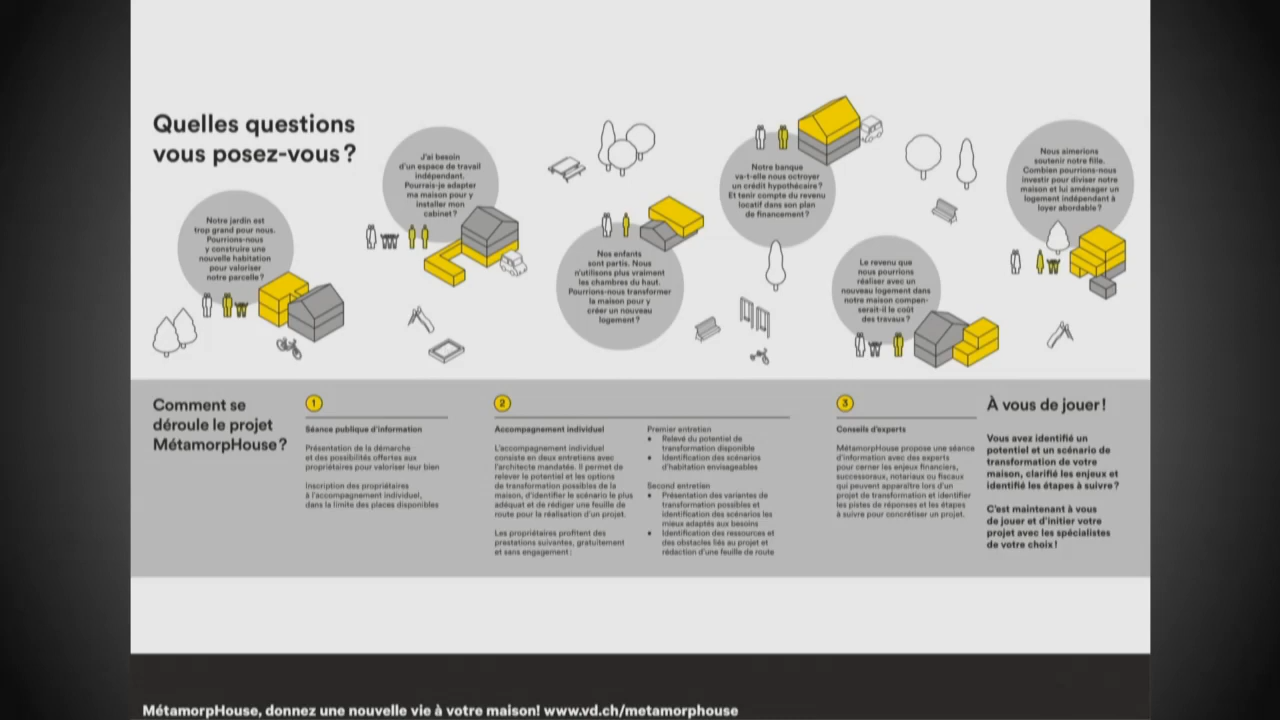 Quelles questions
vous posez-vous ?
Notre jardin est
trop grand pour nous.
Pourrions-nous
y construire une
nouvelle habitation
pour valoriser
notre parcelle ?
J'ai besoin
d'un espace de travail
indépendant.
Pourrais-je adapter
ma maison pour y
installer mon
cabinet ?
Nos enfants
sont partis. Nous
n'utilisons plus vraiment
les chambres du haut.
Pourrions-nous transformer
la maison pour y
créer un nouveau
logement ?
Notre banque
va-t-elle nous octroyer
un crédit hypothécaire ?
Et tenir compte du revenu
locatif dans son plan
de financement ?
Le revenu que
nous pourrions
réaliser avec un
nouveau logement dans
notre maison compen-
serait-il le coût
des travaux ?
Nous aimerions
soutenir notre fille.
Combien pourrions-nous
investir pour diviser notre
maison et lui aménager un
logement indépendant à
loyer abordable ?
Comment se
déroule le projet
MétamorpHouse ?
1
Séance publique d'information
Présentation de la démarche
et des possibilités offertes aux
propriétaires pour valoriser leur bien
Inscription des propriétaires
à l'accompagnement individuel,
dans la limite des places disponibles
2
Accompagnement individuel
L'accompagnement individuel
consiste en deux entretiens avec
l'architecte mandatée. Il permet de
relever le potentiel et les options
de transformation possibles de la
maison, d'identifier le scénario le plus
adéquat et de rédiger une feuille de
route pour la réalisation d'un projet.
Les propriétaires profitent des
prestations suivantes, gratuitement
et sans engagement :
Premier entretien
• Relevé du potentiel de
transformation disponible
• Identification des scénarios
d'habitation envisageables
Second entretien
• Présentation des variantes de
transformation possibles et
identification des scénarios les
mieux adaptés aux besoins
• Identification des ressources et
des obstacles liés au projet et
rédaction d'une feuille de route
3
Conseils d'experts
MétamorpHouse propose une séance
d'information avec des experts
pour cerner les enjeux financiers,
successoraux, notariaux ou fiscaux
qui peuvent apparaître lors d'un
projet de transformation et identifier
les pistes de réponses et les étapes
à suivre pour concrétiser un projet.
À vous de jouer !
Vous avez identifié un
potentiel et un scénario de
transformation de votre
maison, clarifié les enjeux et
identifié les étapes à suivre ?
C'est maintenant à vous
de jouer et d'initier votre
projet avec les spécialistes
de votre choix !
MétamorpHouse, donnez une nouvelle vie à votre maison! www.vd.ch/metamorphouse